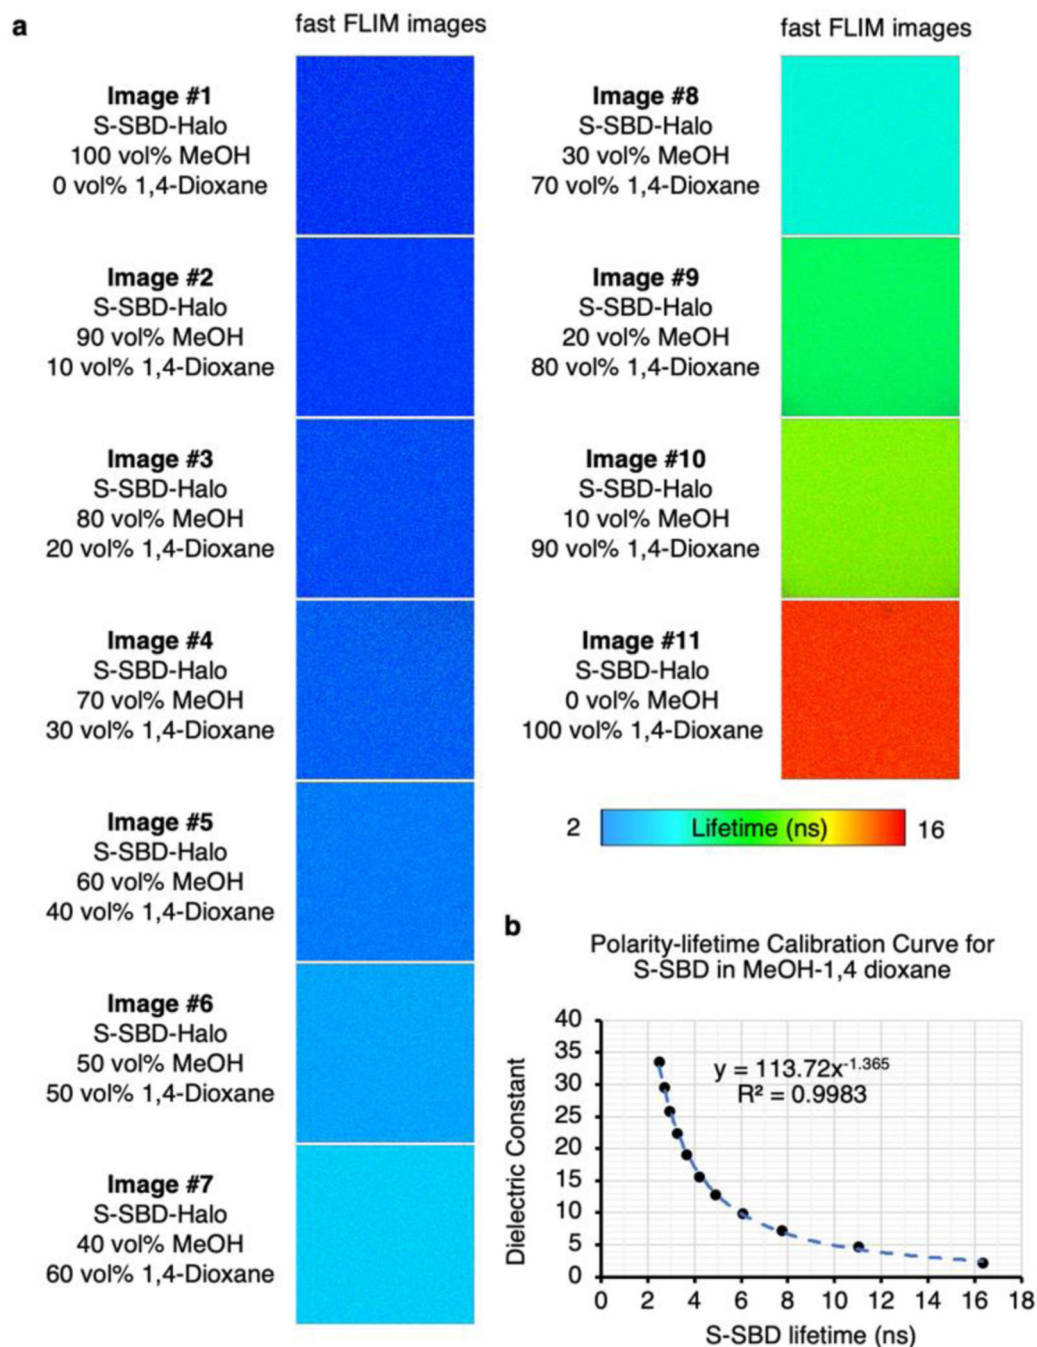 a
fast FLIM images
Image #1
S-SBD-Halo
100 vol% MeOH
0 vol% 1,4-Dioxane
Image #2
S-SBD-Halo
90 vol% MeOH
10 vol% 1,4-Dioxane
Image #3
S-SBD-Halo
80 vol% MeOH
20 vol% 1,4-Dioxane
Image #4
S-SBD-Halo
70 vol% MeOH
30 vol% 1,4-Dioxane
Image #5
S-SBD-Halo
60 vol% MeOH
40 vol% 1,4-Dioxane
Image #6
S-SBD-Halo
50 vol% MeOH
50 vol% 1,4-Dioxane
Image #7
S-SBD-Halo
40 vol% MeOH
60 vol% 1,4-Dioxane
fast FLIM images
Image #8
S-SBD-Halo
30 vol% MeOH
70 vol% 1,4-Dioxane
Image #9
S-SBD-Halo
20 vol% MeOH
80 vol% 1,4-Dioxane
Image #10
S-SBD-Halo
10 vol% MeOH
90 vol% 1,4-Dioxane
Image #11
S-SBD-Halo
0 vol% MeOH
100 vol% 1,4-Dioxane
2 Lifetime (ns) 16
b
Polarity-lifetime Calibration Curve for
S-SBD in MeOH-1,4 dioxane
Dielectric Constant
40
35
30
25
20
15
10
5
0
y = 113.72x⁻¹·³⁶⁵
R² = 0.9983
0 2 4 6 8 10 12 14 16 18
S-SBD lifetime (ns)